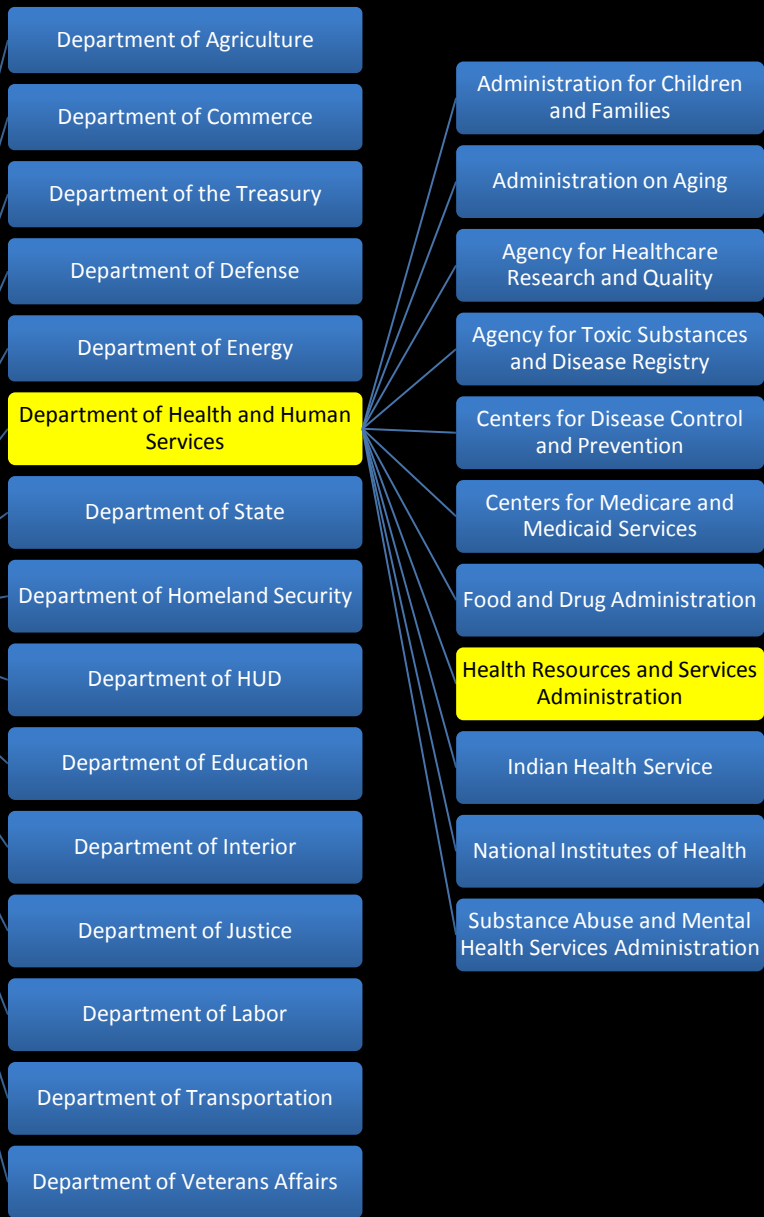 Department of Agriculture
Department of Commerce
Department of the Treasury
Department of Defense
Department of Energy
Department of Health and Human
Services
Department of State
Department of Homeland Security
Department of HUD
Department of Education
Department of Interior
Department of Justice
Department of Labor
Department of Transportation
Department of Veterans Affairs
Administration for Children
and Families
Administration on Aging
Agency for Healthcare
Research and Quality
Agency for Toxic Substances
and Disease Registry
Centers for Disease Control
and Prevention
Centers for Medicare and
Medicaid Services
Food and Drug Administration
Health Resources and Services
Administration
Indian Health Service
National Institutes of Health
Substance Abuse and Mental
Health Services Administration